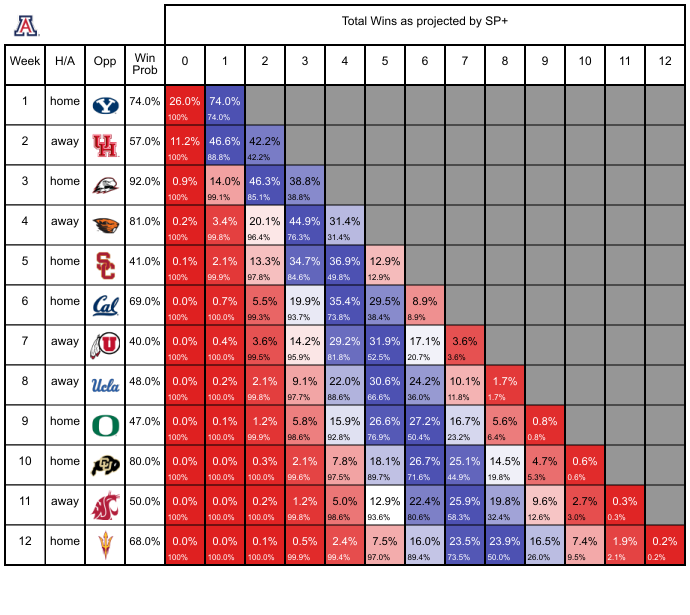 A
Total Wins as projected by SP+
Week H/A Opp Win Prob 0 1 2 3 4 5 6 7 8 9 10 11 12
1 home Y 74.0% 26.0% 74.0%
100% 74.0%
2 away UH 57.0% 11.2% 46.6% 42.2%
100% 88.8% 42.2%
3 home 92.0% 0.9% 14.0% 46.3% 38.8%
100% 99.1% 85.1% 38.8%
4 away 81.0% 0.2% 3.4% 20.1% 44.9% 31.4%
100% 99.8% 96.4% 76.3% 31.4%
5 home SC 41.0% 0.1% 2.1% 13.3% 34.7% 36.9% 12.9%
100% 99.9% 97.8% 84.6% 49.8% 12.9%
6 home Cal 69.0% 0.0% 0.7% 5.5% 19.9% 35.4% 29.5% 8.9%
100% 100.0% 99.3% 93.7% 73.8% 38.4% 8.9%
7 away U 40.0% 0.0% 0.4% 3.6% 14.2% 29.2% 31.9% 17.1% 3.6%
100% 100.0% 99.5% 95.9% 81.8% 52.5% 20.7% 3.6%
8 away Ucla 48.0% 0.0% 0.2% 2.1% 9.1% 22.0% 30.6% 24.2% 10.1% 1.7%
100% 100.0% 99.8% 97.7% 88.6% 66.6% 36.0% 11.8% 1.7%
9 home O 47.0% 0.0% 0.1% 1.2% 5.8% 15.9% 26.6% 27.2% 16.7% 5.6% 0.8%
100% 100.0% 99.9% 98.6% 92.8% 76.9% 50.4% 23.2% 6.4% 0.8%
10 home CU 80.0% 0.0% 0.0% 0.3% 2.1% 7.8% 18.1% 26.7% 25.1% 14.5% 4.7% 0.6%
100% 100.0% 100.0% 99.6% 97.5% 89.7% 71.6% 44.9% 19.8% 5.3% 0.6%
11 away 50.0% 0.0% 0.0% 0.2% 1.2% 5.0% 12.9% 22.4% 25.9% 19.8% 9.6% 2.7% 0.3%
100% 100.0% 100.0% 99.8% 98.6% 93.6% 80.6% 58.3% 32.4% 12.6% 3.0% 0.3%
12 home 68.0% 0.0% 0.0% 0.1% 0.5% 2.4% 7.5% 16.0% 23.5% 23.9% 16.5% 7.4% 1.9% 0.2%
100% 100.0% 100.0% 99.9% 99.4% 97.0% 89.4% 73.5% 50.0% 26.0% 9.5% 2.1% 0.2%